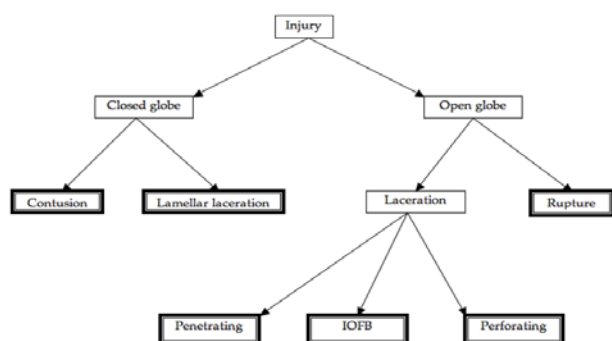 Injury
Closed globe
Open globe
Contusion
Lamellar laceration
Laceration
Rupture
Penetrating
IOFB
Perforating